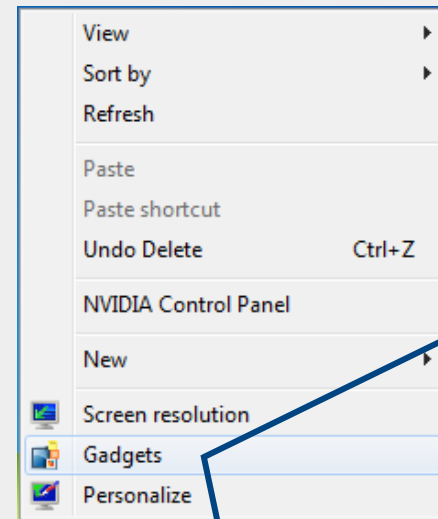 View
Sort by
Refresh
Paste
Paste shortcut
Undo Delete Ctrl+Z
NVIDIA Control Panel
New
Screen resolution
Gadgets
Personalize